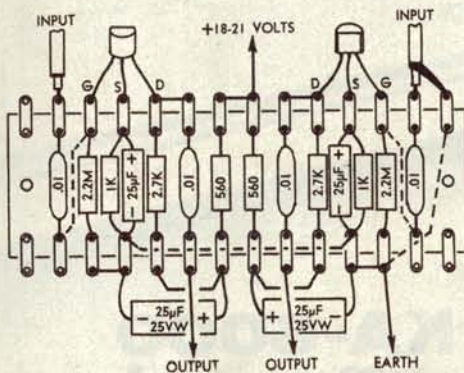 INPUT
INPUT
+18-21 VOLTS
G S D
D S G
.01
2.2M
1K
25µF
+
−
2.7K
.01
560
560
.01
2.7K
25µF
+
−
1K
2.2M
.01
− 25µF +
25VW
+ 25µF −
25VW
OUTPUT
OUTPUT
EARTH